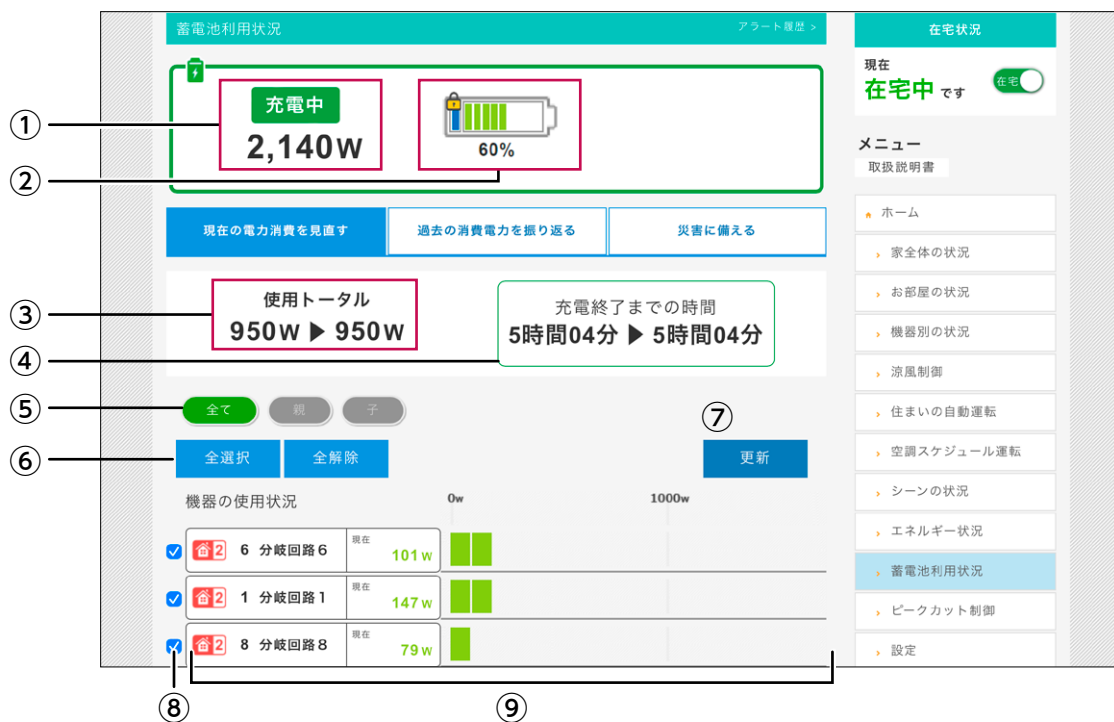 蓄電池利用状況
アラート履歴 >
充電中
2,140W
60%
①
②
現在の電力消費を見直す
過去の消費電力を振り返る
災害に備える
使用トータル
950W ▶ 950W
充電終了までの時間
5時間04分 ▶ 5時間04分
③
④
⑤
全て
親
子
⑥
全選択
全解除
⑦
更新
機器の使用状況
0w
1000w
2 6 分岐回路6 現在 101 W
2 1 分岐回路1 現在 147 W
2 8 分岐回路8 現在 79 W
⑧
⑨
在宅状況
現在
在宅中 です
在宅
メニュー
取扱説明書
ホーム
› 家全体の状況
› お部屋の状況
› 機器別の状況
› 涼風制御
› 住まいの自動運転
› 空調スケジュール運転
› シーンの状況
› エネルギー状況
› 蓄電池利用状況
› ピークカット制御
› 設定